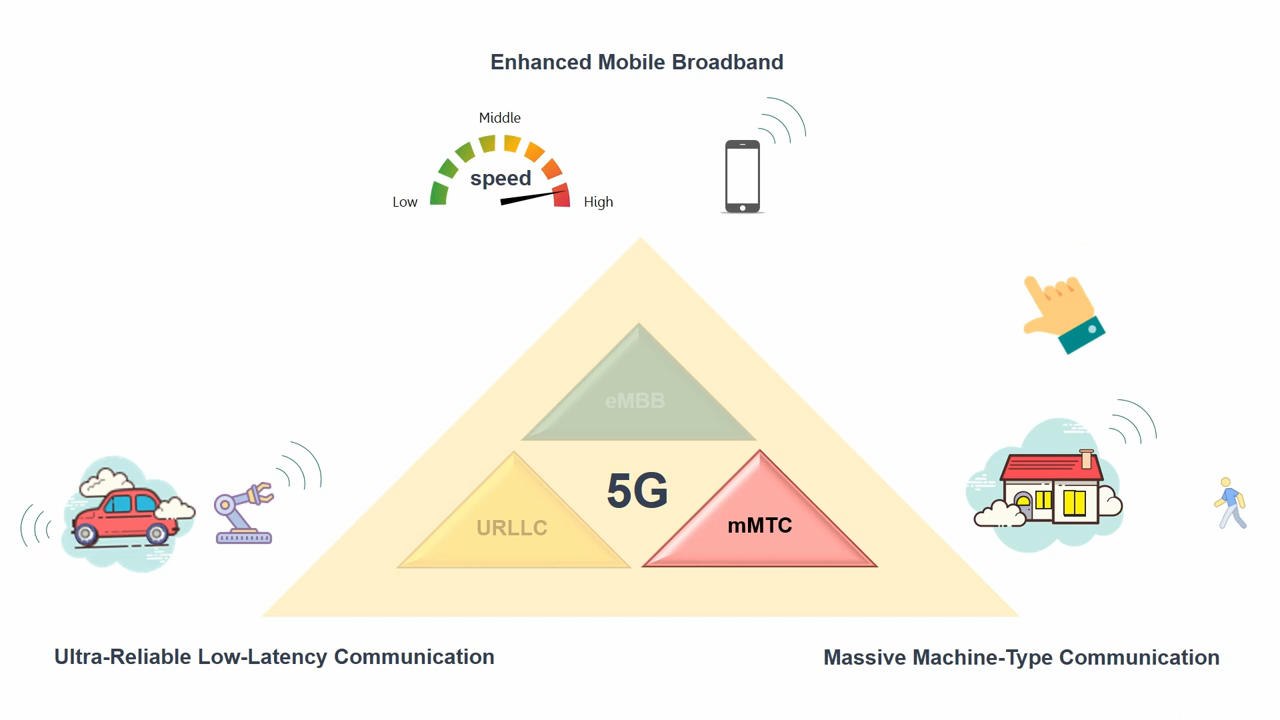 Enhanced Mobile Broadband
Middle
speed
Low
High
eMBB
5G
URLLC
mMTC
Ultra-Reliable Low-Latency Communication
Massive Machine-Type Communication